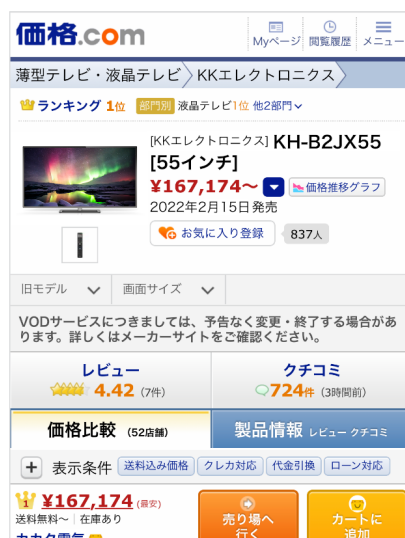 価格.com
Myページ 閲覧履歴 メニュー
薄型テレビ・液晶テレビ KKエレクトロニクス
ランキング 1位 部門別 液晶テレビ1位 他2部門
[KKエレクトロニクス] KH-B2JX55
[55インチ]
¥167,174～ 価格推移グラフ
2022年2月15日発売
お気に入り登録 837人
旧モデル 画面サイズ
VODサービスにつきましては、予告なく変更・終了する場合があ
ります。詳しくはメーカーサイトをご確認ください。
レビュー クチコミ
4.42 (7件) 724件 (3時間前)
価格比較 (52店舗) 製品情報 レビュー クチコミ
表示条件 送料込み価格 クレカ対応 代金引換 ローン対応
1 ¥167,174 (最安)
送料無料～ 在庫あり
売り場へ
行く
カートに
追加